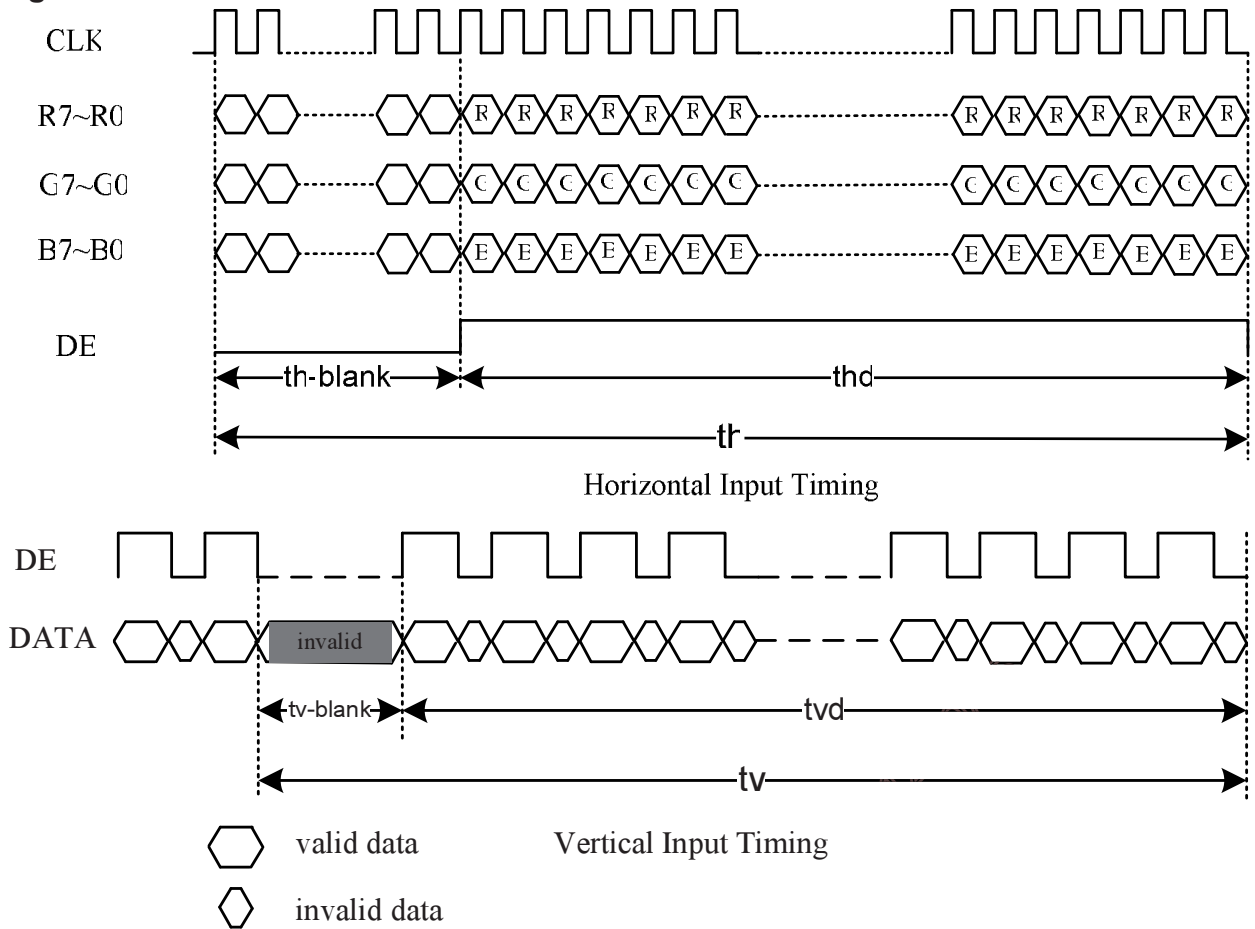 CLK
R7~R0
R R R R R R R R R R R R R R
G7~G0
G G G G G G G G G G G G G G
B7~B0
E E E E E E E E E E E E E E
DE
th-blank thd
th
Horizontal Input Timing
DE
DATA invalid
tv-blank tvd
tv
valid data Vertical Input Timing
invalid data